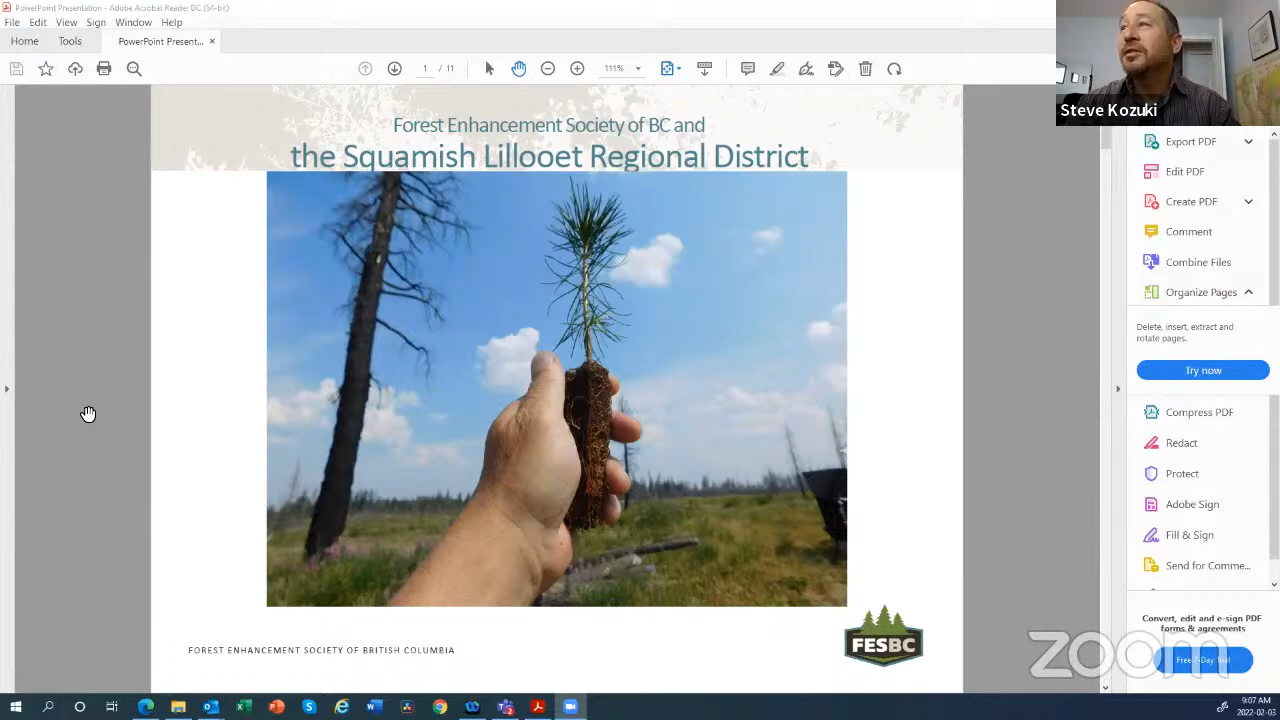 PowerPoint Presentation - Adobe Acrobat Reader DC (64-bit)
File Edit View Sign Window Help
Home Tools PowerPoint Present... ×
1 / 11 111%
Steve Kozuki
Forest Enhancement Society of BC and
the Squamish Lillooet Regional District
FOREST ENHANCEMENT SOCIETY OF BRITISH COLUMBIA
FESBC
Export PDF
Edit PDF
Create PDF
Comment
Combine Files
Organize Pages
Delete, insert, extract and
rotate pages.
Try now
Compress PDF
Redact
Protect
Adobe Sign
Fill & Sign
Send for Comme...
Convert, edit and e-sign PDF
forms & agreements
Free 7-Day Trial
zoom
9:07 AM
2022-02-03